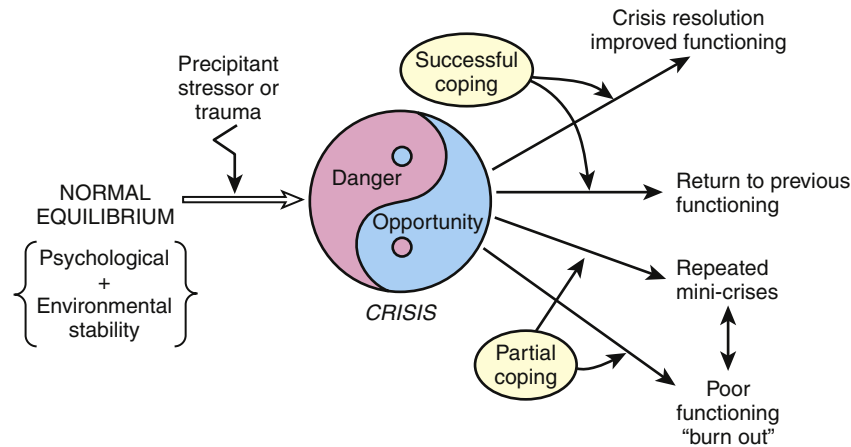 Precipitant
stressor or
trauma
NORMAL
EQUILIBRIUM
Psychological
+
Environmental
stability
Danger
Opportunity
CRISIS
Successful
coping
Partial
coping
Crisis resolution
improved functioning
Return to previous
functioning
Repeated
mini-crises
Poor
functioning
“burn out”